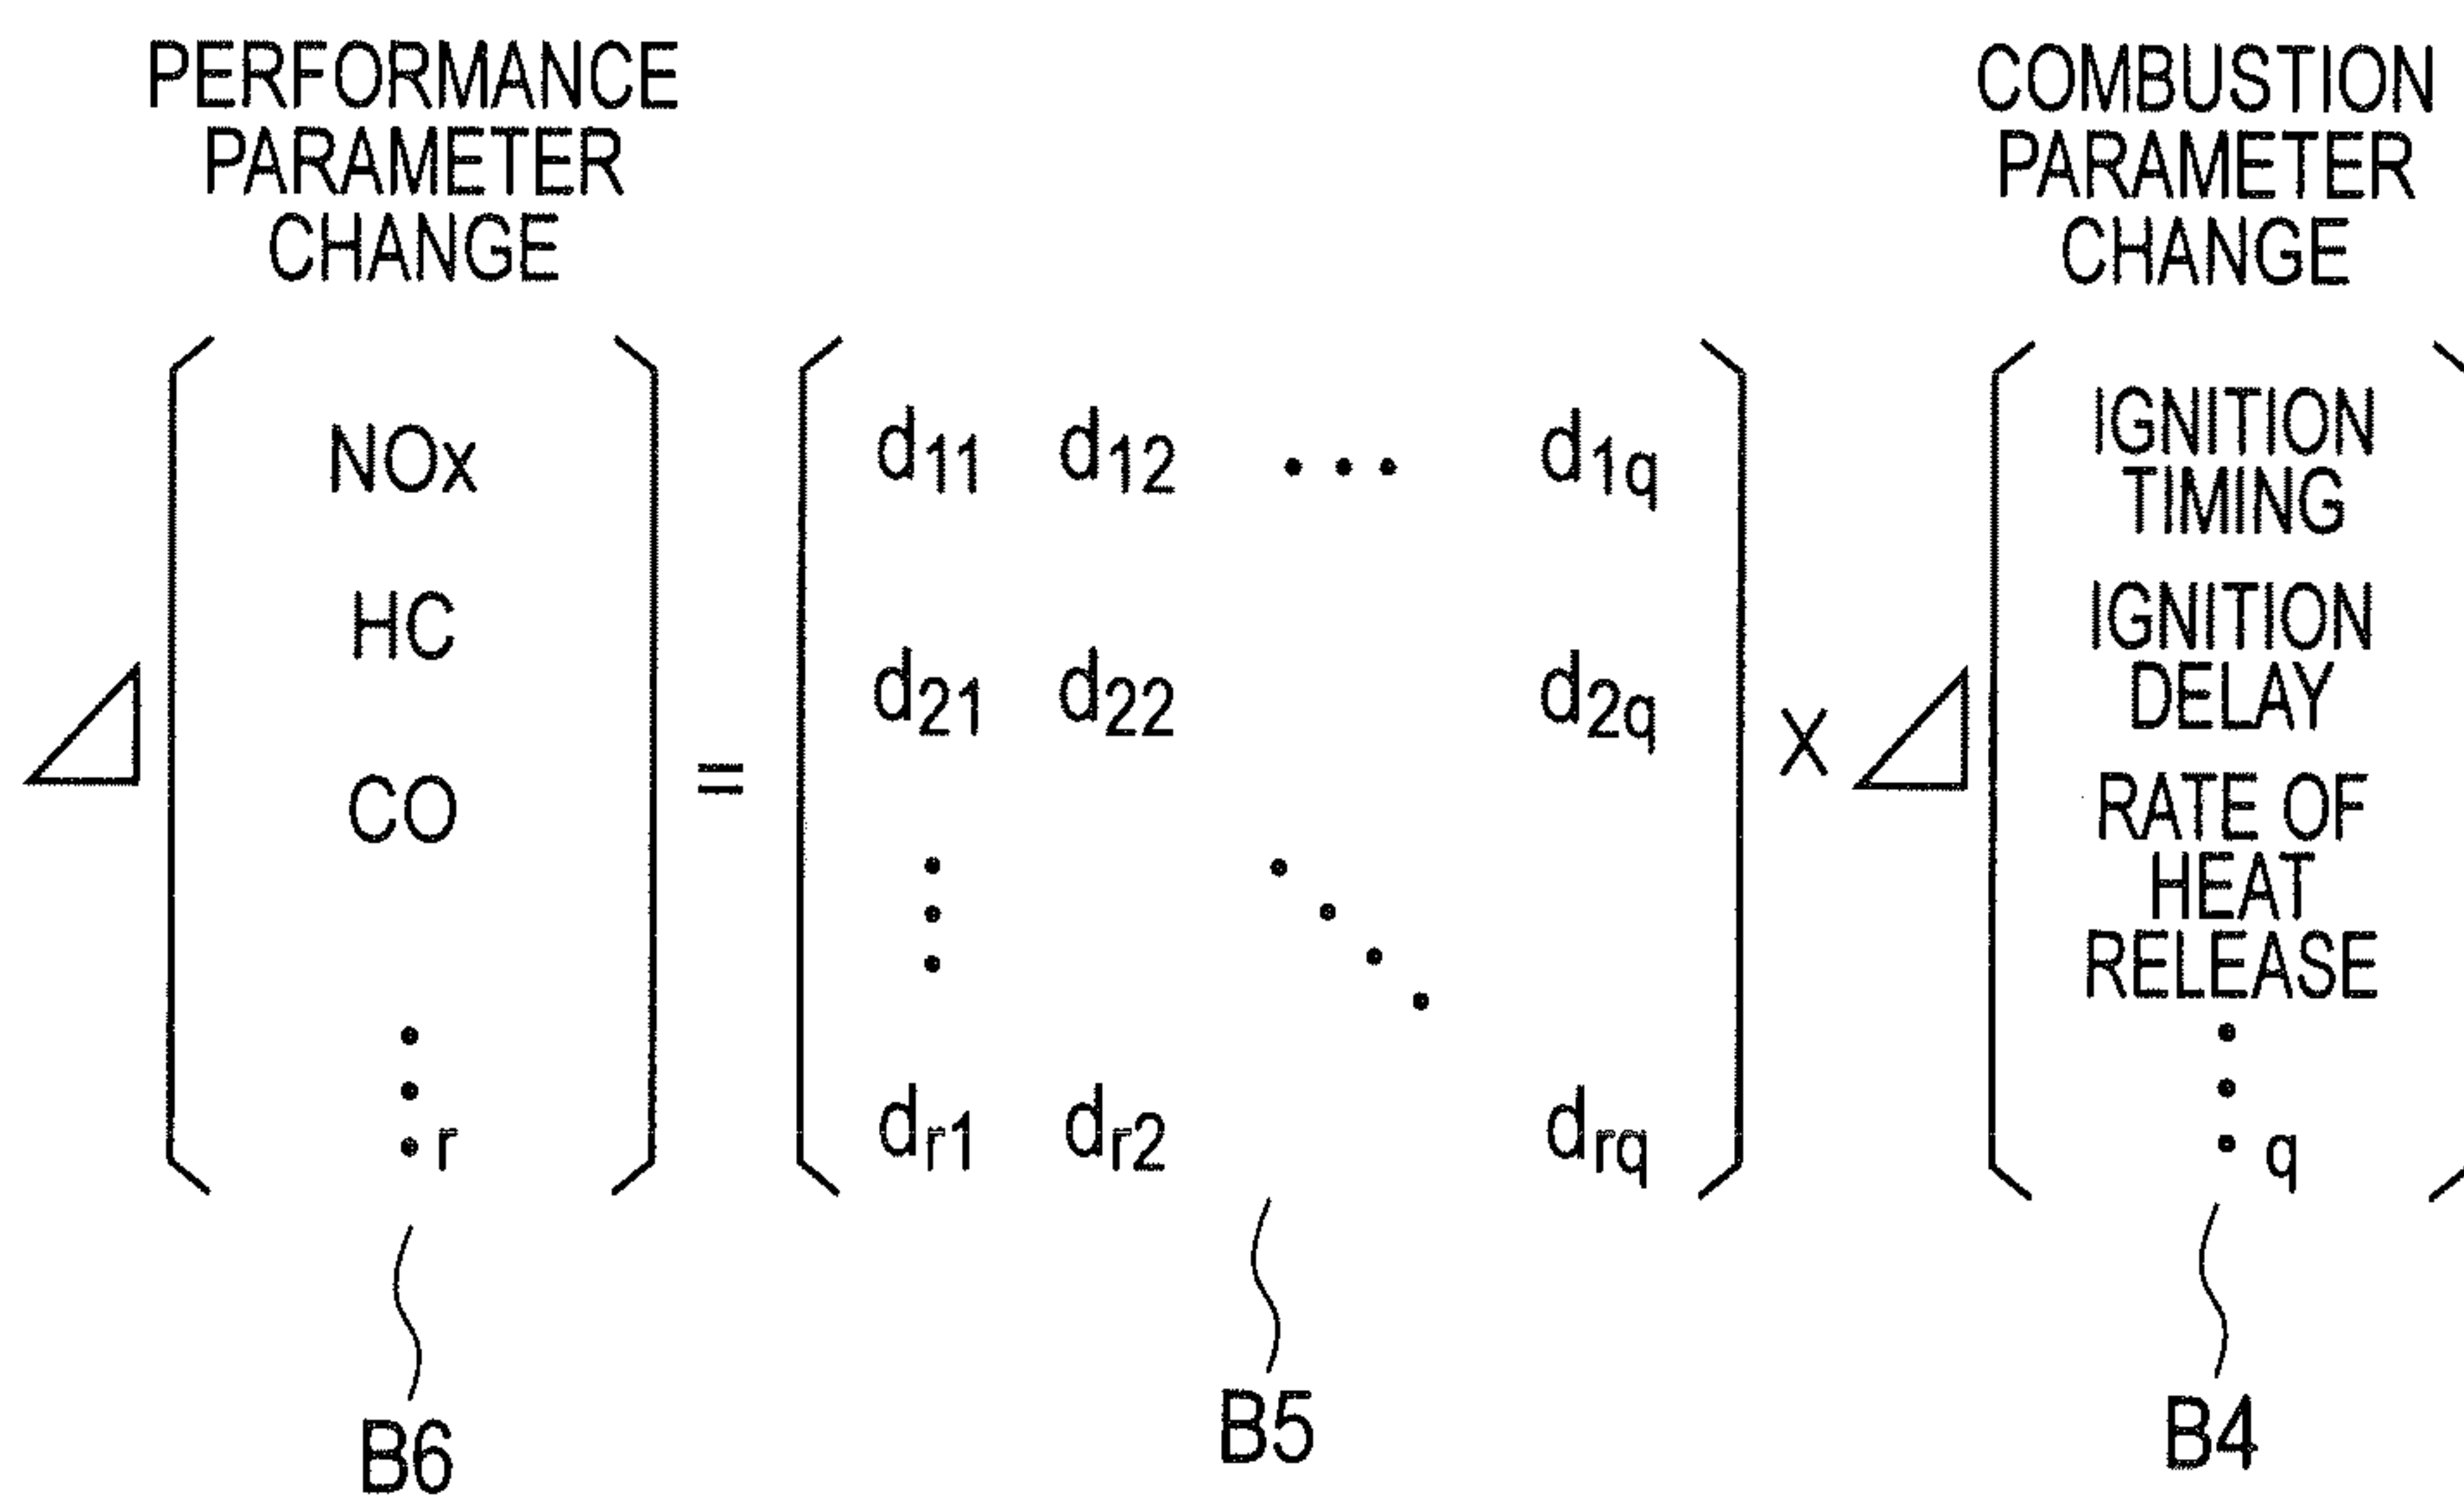 PERFORMANCE
PARAMETER
CHANGE
COMBUSTION
PARAMETER
CHANGE
△
NOx
HC
CO
⋮ r
=
d11 d12 ... d1q
d21 d22 d2q
⋮ ⋱
dr1 dr2 drq
X
△
IGNITION
TIMING
IGNITION
DELAY
RATE OF
HEAT
RELEASE
⋮ q
B6
B5
B4